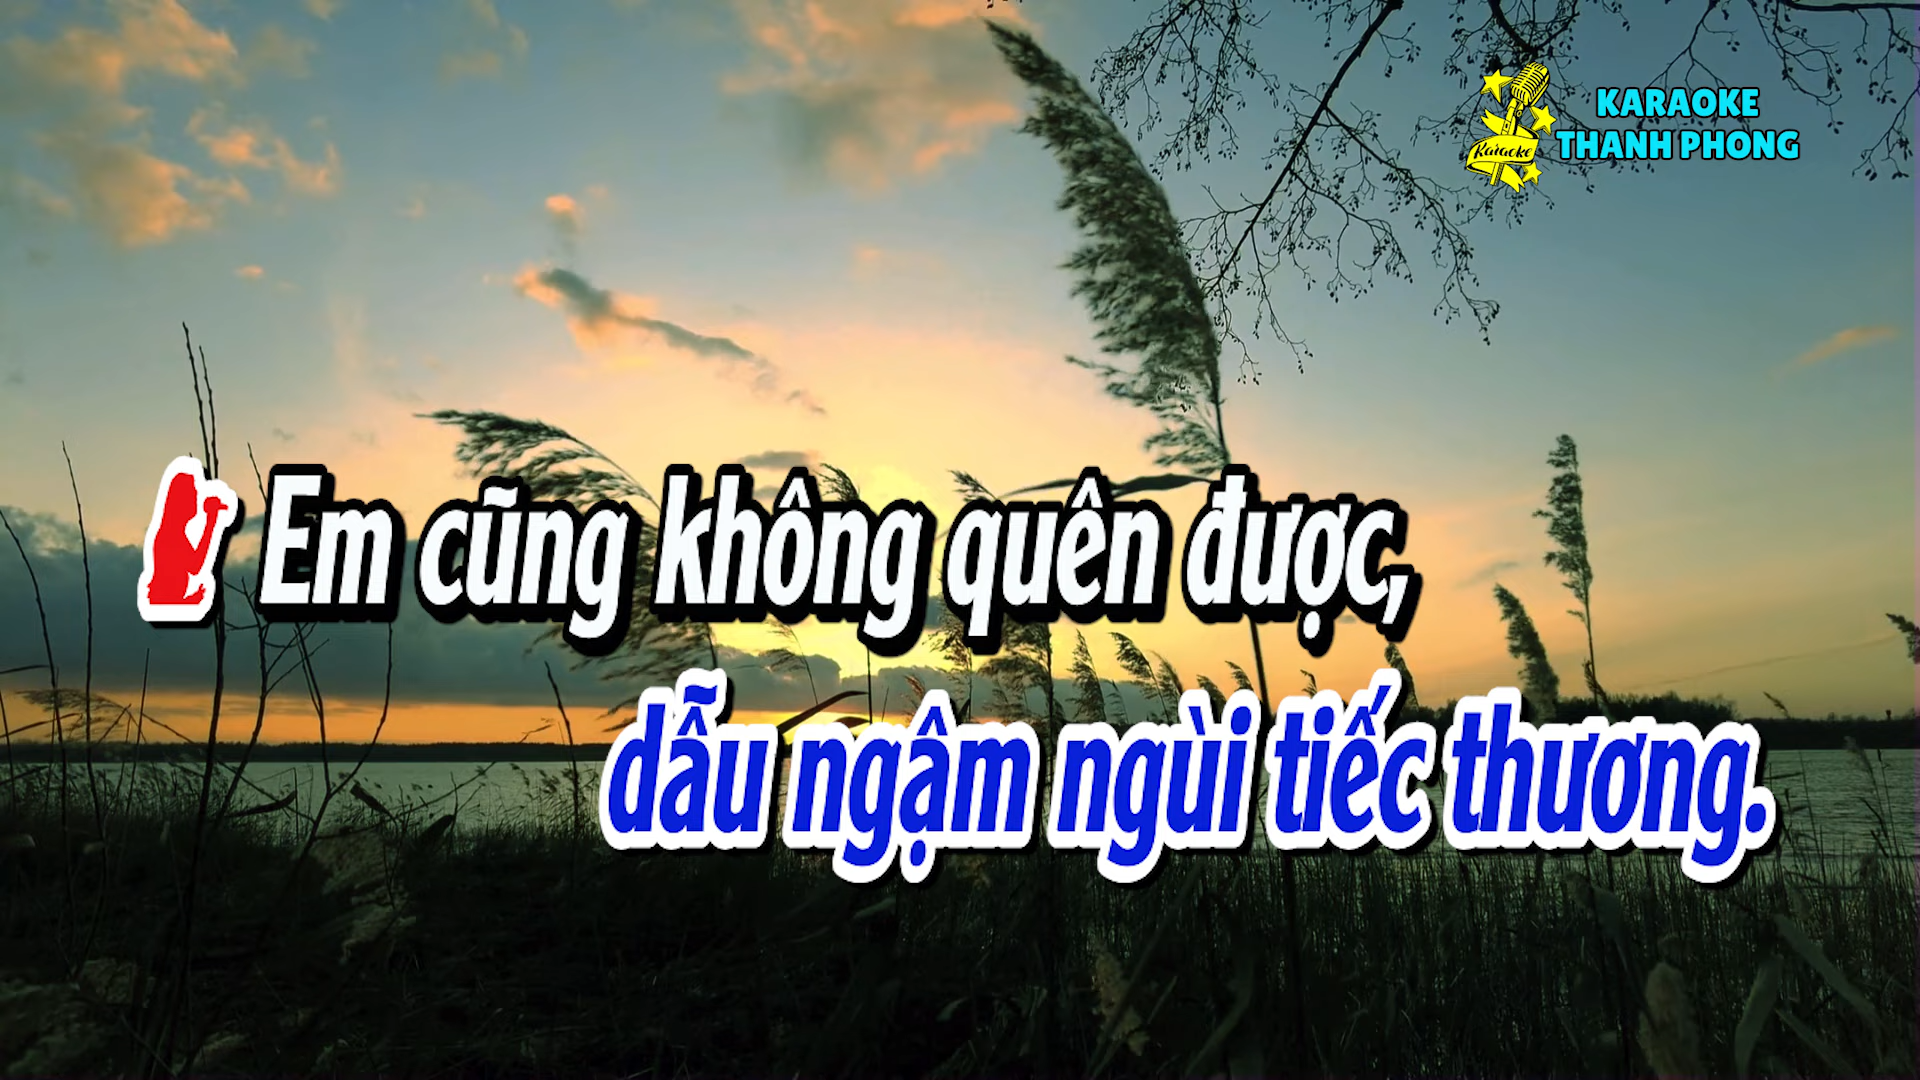 KARAOKE
THANH PHONG
Karaoke
Em cũng không quên được,
dẫu ngậm ngùi tiếc thương.